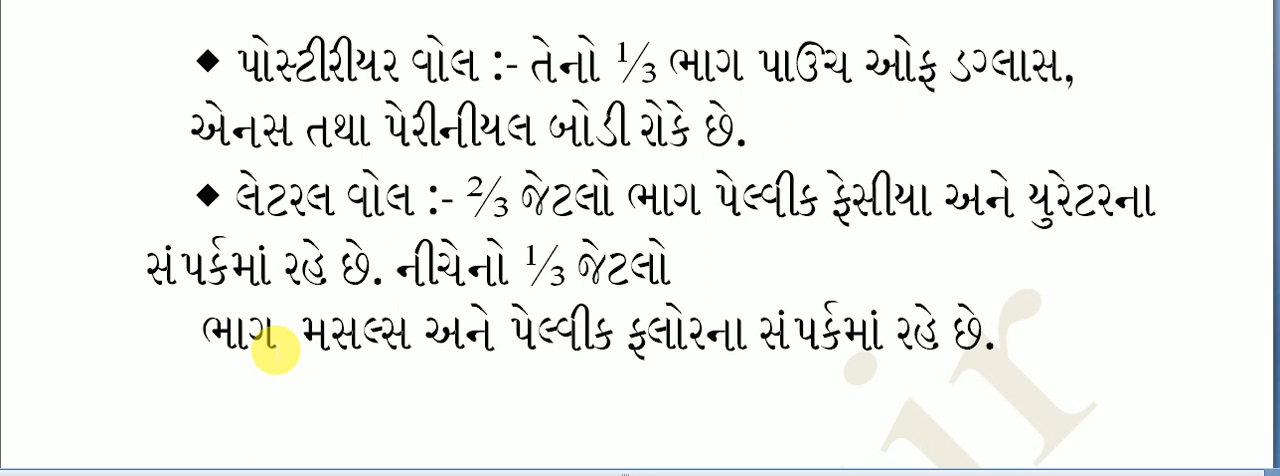 ◆ પોસ્ટીરીયર વોલ :- તેનો ⅓ ભાગ પાઉચ ઓફ ડગ્લાસ,
એનસ તથા પેરીનીયલ બોડી રોકે છે.
◆ લેટરલ વોલ :- ⅔ જેટલો ભાગ પેલ્વીક ફેસીયા અને યુરેટરના
સંપર્કમાં રહે છે. નીચેનો ⅓ જેટલો
ભાગ મસલ્સ અને પેલ્વીક ફલોરના સંપર્કમાં રહે છે.